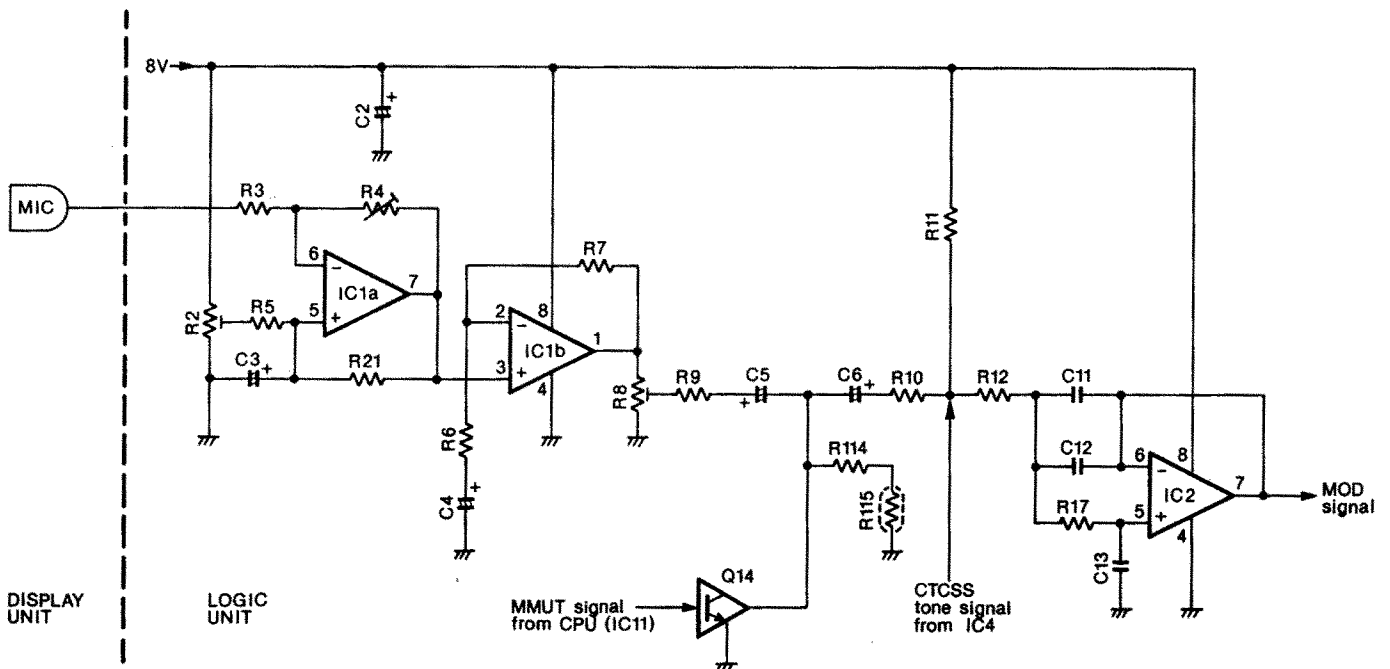 8V
C2
+
MIC
R3
R4
R11
R7
6
−
IC1a
7
R2
R5
5
+
2
−
8
IC1b
1
C3
+
R21
3
+
4
R8
R9
C5
+
C6
+
R10
R12
C11
R6
R114
C12
6
−
8
IC2
7
MOD
signal
C4
+
R115
R17
5
+
4
C13
Q14
DISPLAY
UNIT
LOGIC
UNIT
MMUT signal
from CPU (IC11)
CTCSS
tone signal
from IC4